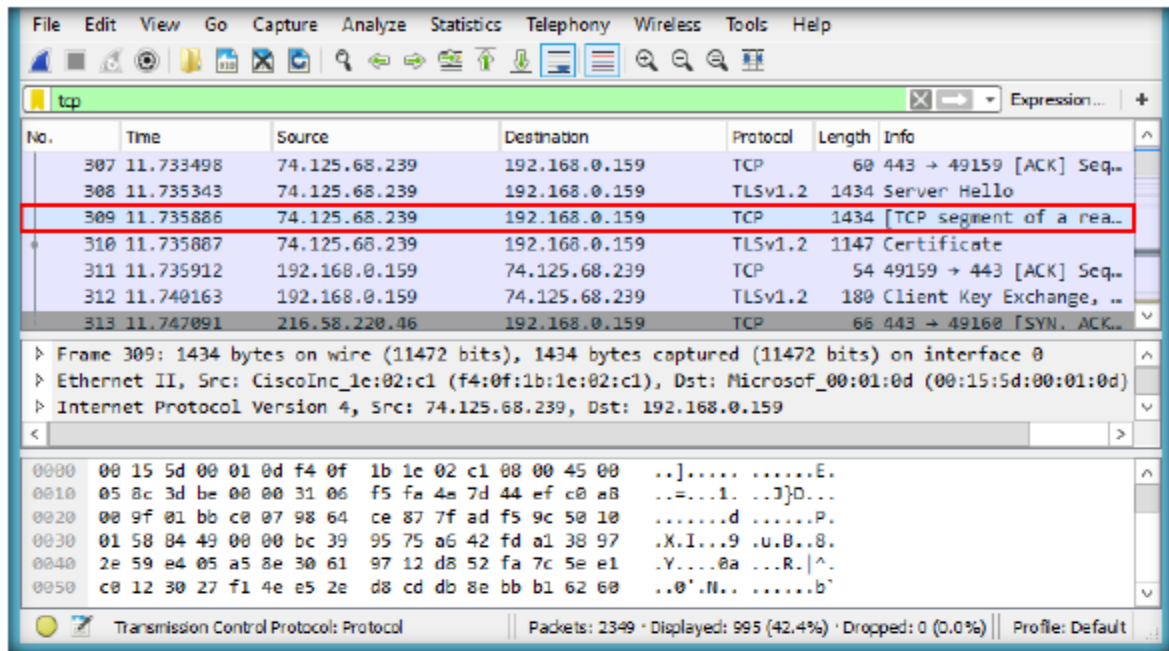 File Edit View Go Capture Analyze Statistics Telephony Wireless Tools Help
tcp Expression... +
No. Time Source Destination Protocol Length Info
307 11.733498 74.125.68.239 192.168.0.159 TCP 60 443 → 49159 [ACK] Seq…
308 11.735343 74.125.68.239 192.168.0.159 TLSv1.2 1434 Server Hello
309 11.735886 74.125.68.239 192.168.0.159 TCP 1434 [TCP segment of a rea…
310 11.735887 74.125.68.239 192.168.0.159 TLSv1.2 1147 Certificate
311 11.735912 192.168.0.159 74.125.68.239 TCP 54 49159 → 443 [ACK] Seq…
312 11.740163 192.168.0.159 74.125.68.239 TLSv1.2 180 Client Key Exchange, …
313 11.747091 216.58.220.46 192.168.0.159 TCP 66 443 → 49160 [SYN, ACK…
Frame 309: 1434 bytes on wire (11472 bits), 1434 bytes captured (11472 bits) on interface 0
Ethernet II, Src: CiscoInc_1e:02:c1 (f4:0f:1b:1e:02:c1), Dst: Microsof_00:01:0d (00:15:5d:00:01:0d)
Internet Protocol Version 4, Src: 74.125.68.239, Dst: 192.168.0.159
0000 00 15 5d 00 01 0d f4 0f 1b 1e 02 c1 08 00 45 00 ..]..... ......E.
0010 05 8c 3d be 00 00 31 06 f5 fa 4a 7d 44 ef c0 a8 ..=...1. ..J}D...
0020 00 9f 01 bb c0 07 98 64 ce 87 7f ad f5 9c 50 10 .......d ......P.
0030 01 58 84 49 00 00 bc 39 95 75 a6 42 fd a1 38 97 .X.I...9 .u.B..8.
0040 2e 59 e4 05 a5 8e 30 61 97 12 d8 52 fa 7c 5e e1 .Y....0a ...R.|^.
0050 c0 12 30 27 f1 4e e5 2e d8 cd db 8e bb b1 62 60 ..0'.N.. ......b`
Transmission Control Protocol: Protocol Packets: 2349 · Displayed: 995 (42.4%) · Dropped: 0 (0.0%) Profile: Default